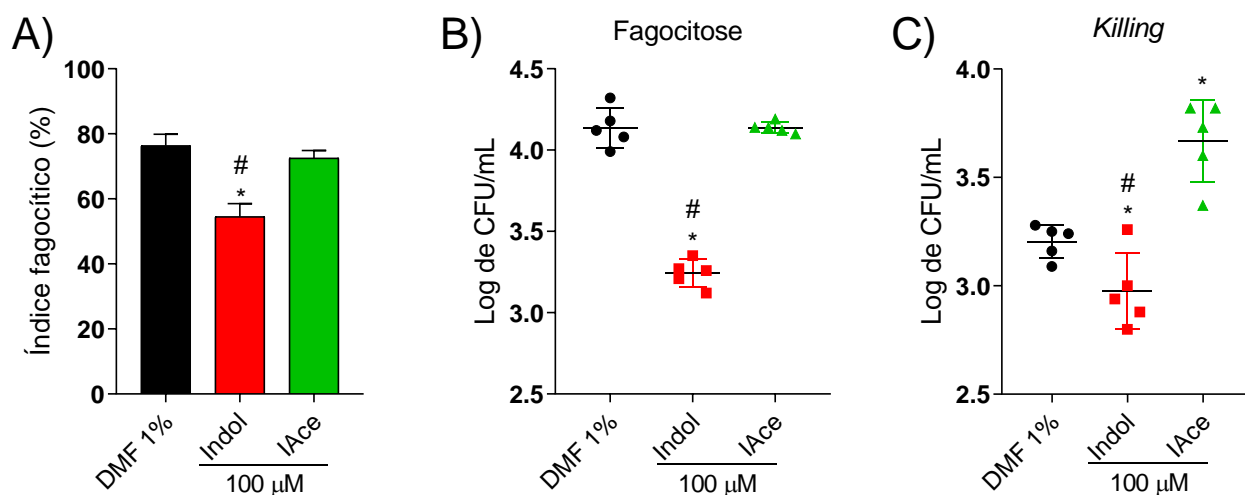 A)
Índice fagocítico (%)
100
80
60
40
20
0
#
*
DMF 1%
Indol
IAce
100 μM
B)
Fagocitose
Log de CFU/mL
4.5
4.0
3.5
3.0
2.5
#
*
DMF 1%
Indol
IAce
100 μM
C)
Killing
Log de CFU/mL
4.0
3.5
3.0
2.5
#
*
*
DMF 1%
Indol
IAce
100 μM